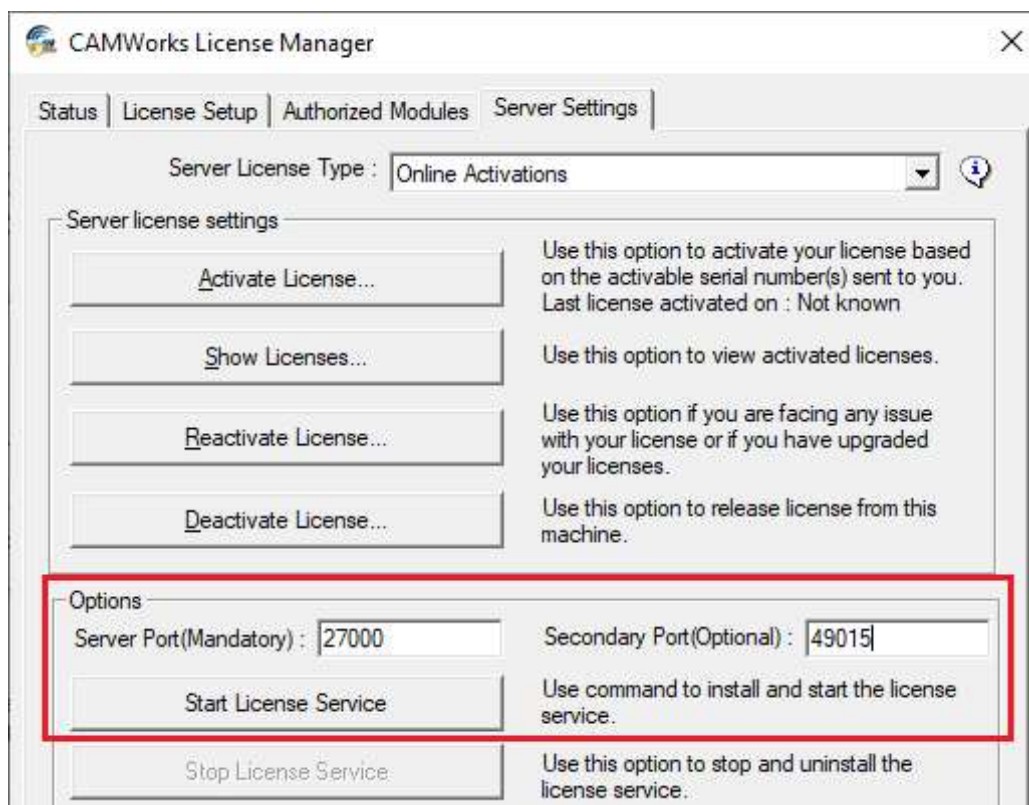 CAMWorks License Manager
Status License Setup Authorized Modules Server Settings
Server License Type : Online Activations
Server license settings
Activate License...
Use this option to activate your license based
on the activable serial number(s) sent to you.
Last license activated on : Not known
Show Licenses...
Use this option to view activated licenses.
Reactivate License...
Use this option if you are facing any issue
with your license or if you have upgraded
your licenses.
Deactivate License...
Use this option to release license from this
machine.
Options
Server Port(Mandatory) : 27000 Secondary Port(Optional) : 49015
Start License Service
Use command to install and start the license
service.
Stop License Service
Use this option to stop and uninstall the
license service.